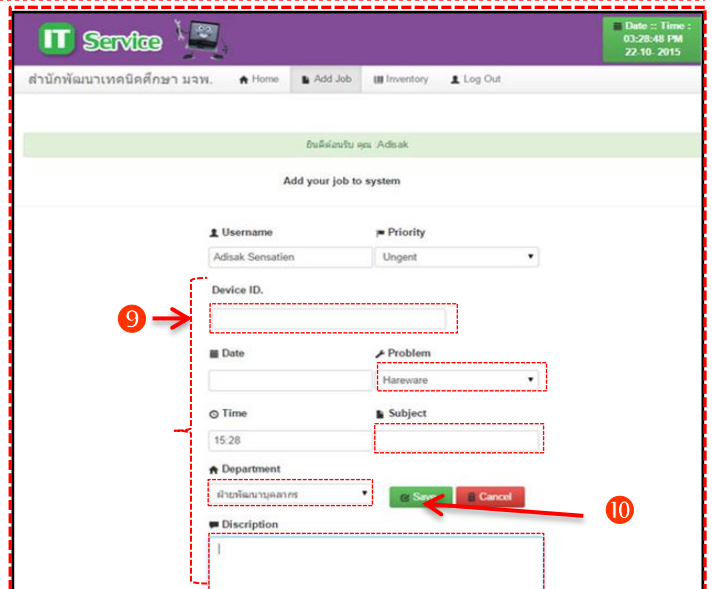 IT Service
Date :: Time :
03:28:48 PM
22-10- 2015
สำนักพัฒนาเทคนิคศึกษา มจพ. Home Add Job Inventory Log Out
ยินดีต้อนรับ คุณ :Adisak
Add your job to system
Username Priority
Adisak Sensatien Ungent
Device ID.
9
Date Problem
Hareware
Time Subject
15:28
Department
ฝ่ายพัฒนาบุคลากร Save Cancel
10
Discription